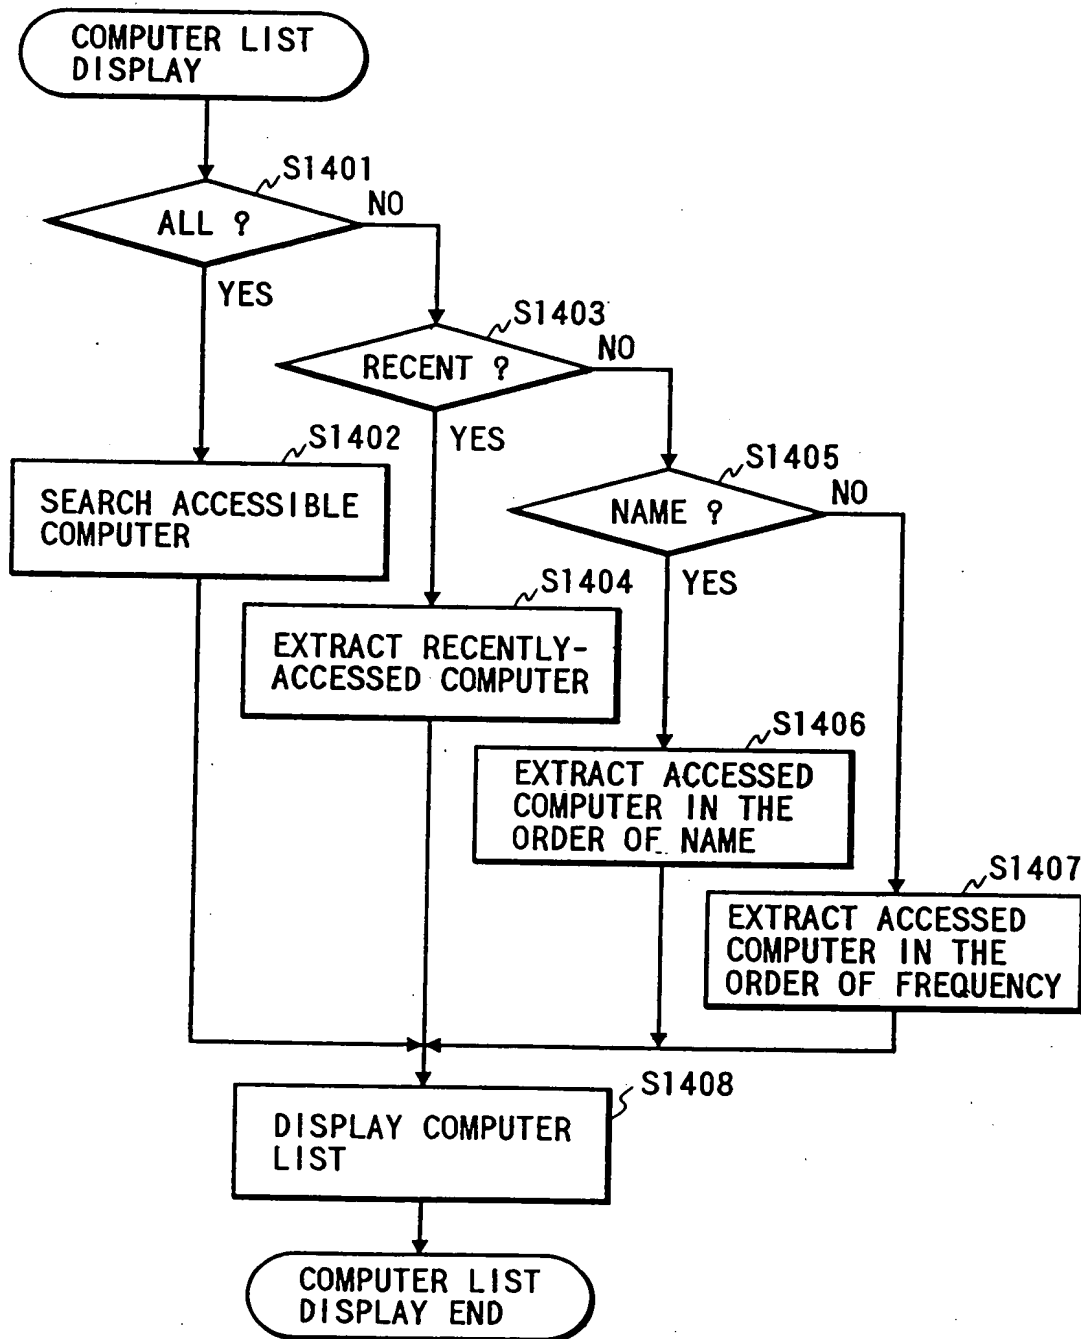 COMPUTER LIST
DISPLAY
S1401
ALL ?
NO
YES
S1403
RECENT ?
NO
YES
S1402
SEARCH ACCESSIBLE
COMPUTER
S1405
NAME ?
NO
YES
S1404
EXTRACT RECENTLY-
ACCESSED COMPUTER
S1406
EXTRACT ACCESSED
COMPUTER IN THE
ORDER OF NAME
S1407
EXTRACT ACCESSED
COMPUTER IN THE
ORDER OF FREQUENCY
S1408
DISPLAY COMPUTER
LIST
COMPUTER LIST
DISPLAY END